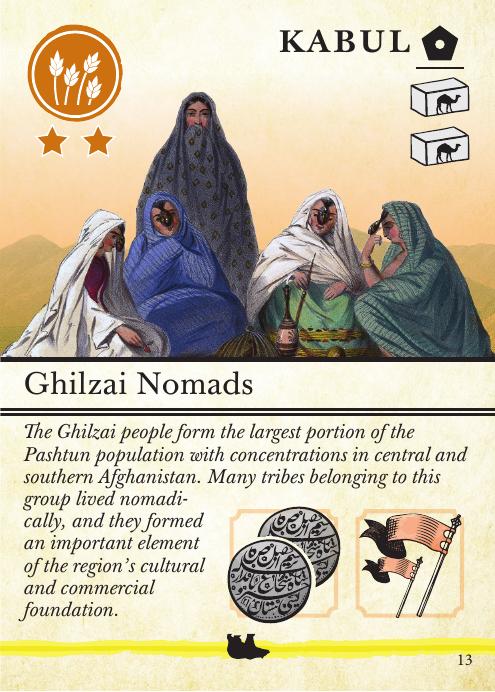 KABUL
Ghilzai Nomads
The Ghilzai people form the largest portion of the
Pashtun population with concentrations in central and
southern Afghanistan. Many tribes belonging to this
group lived nomadi-
cally, and they formed
an important element
of the region's cultural
and commercial
foundation.
13